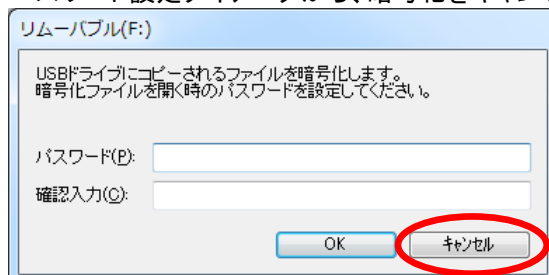 リムーバブル(F:)
USBドライブにコピーされるファイルを暗号化します。
暗号化ファイルを開く時のパスワードを設定してください。
パスワード(P):
確認入力(C):
OK キャンセル